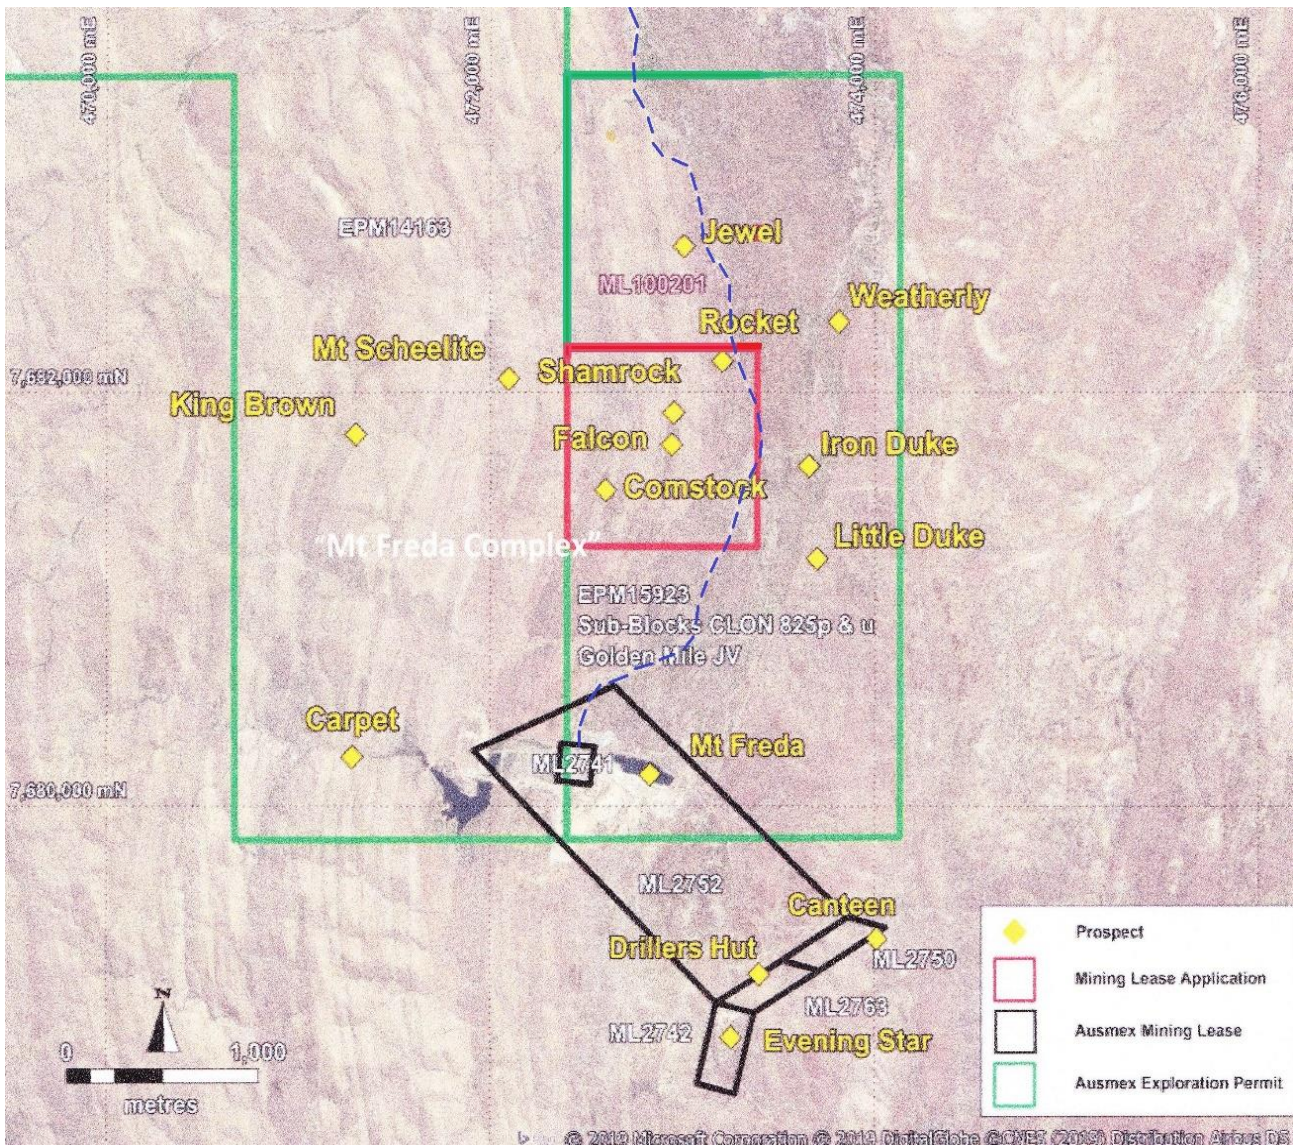 470,000 mE
472,000 mE
474,000 mE
476,000 mE
EPM14163
Jewel
ML100201
Weatherly
Rocket
Mt Scheelite
Shamrock
7,682,000 mN
King Brown
Falcon
Iron Duke
Comstock
"Mt Freda Complex"
Little Duke
EPM15923
Sub-Blocks CLON 825p & u
Golden Mile JV
Carpet
Mt Freda
ML2741
7,680,000 mN
ML2752
Canteen
Drillers Hut
ML2750
ML2763
ML2742
Evening Star
N
0 1,000
metres
Prospect
Mining Lease Application
Ausmex Mining Lease
Ausmex Exploration Permit
© 2019 Microsoft Corporation © 2019 DigitalGlobe ©CNES (2019) Distribution Airbus DS